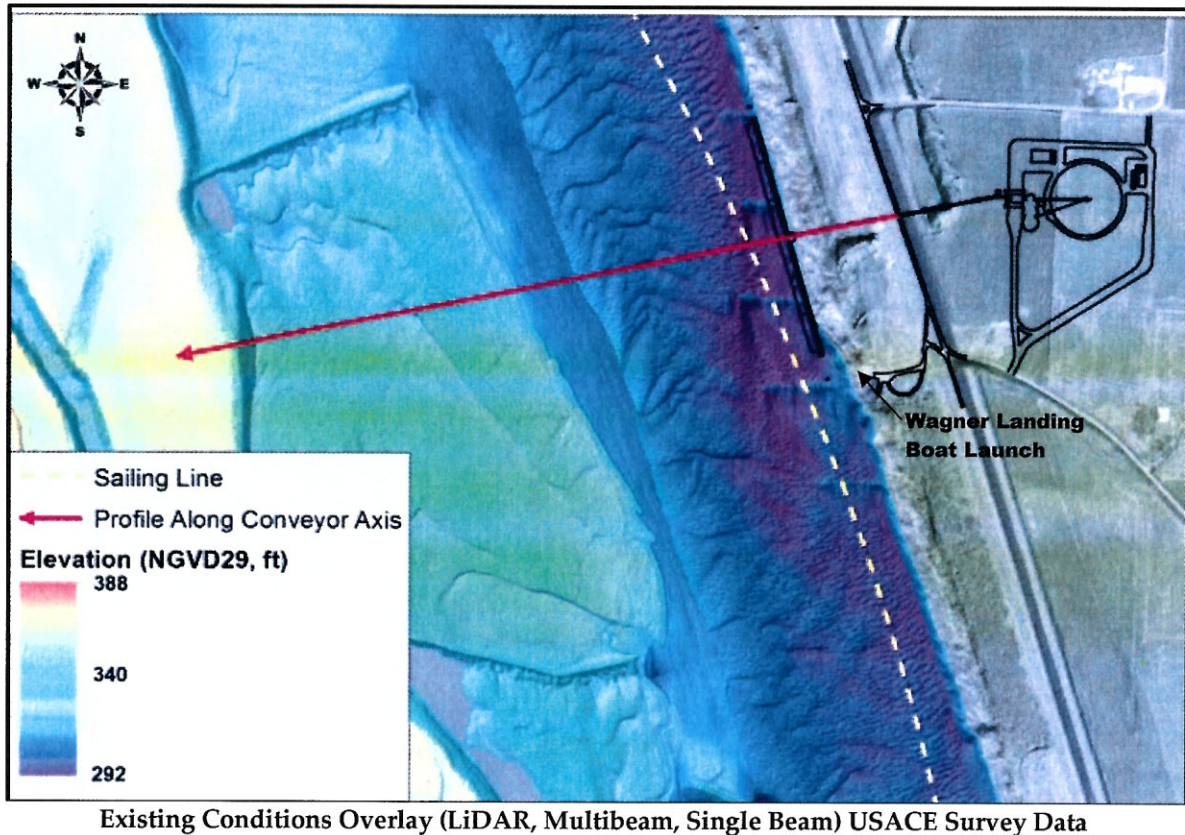 N
W E
S
Wagner Landing
Boat Launch
Sailing Line
Profile Along Conveyor Axis
Elevation (NGVD29, ft)
388
340
292
Existing Conditions Overlay (LiDAR, Multibeam, Single Beam) USACE Survey Data